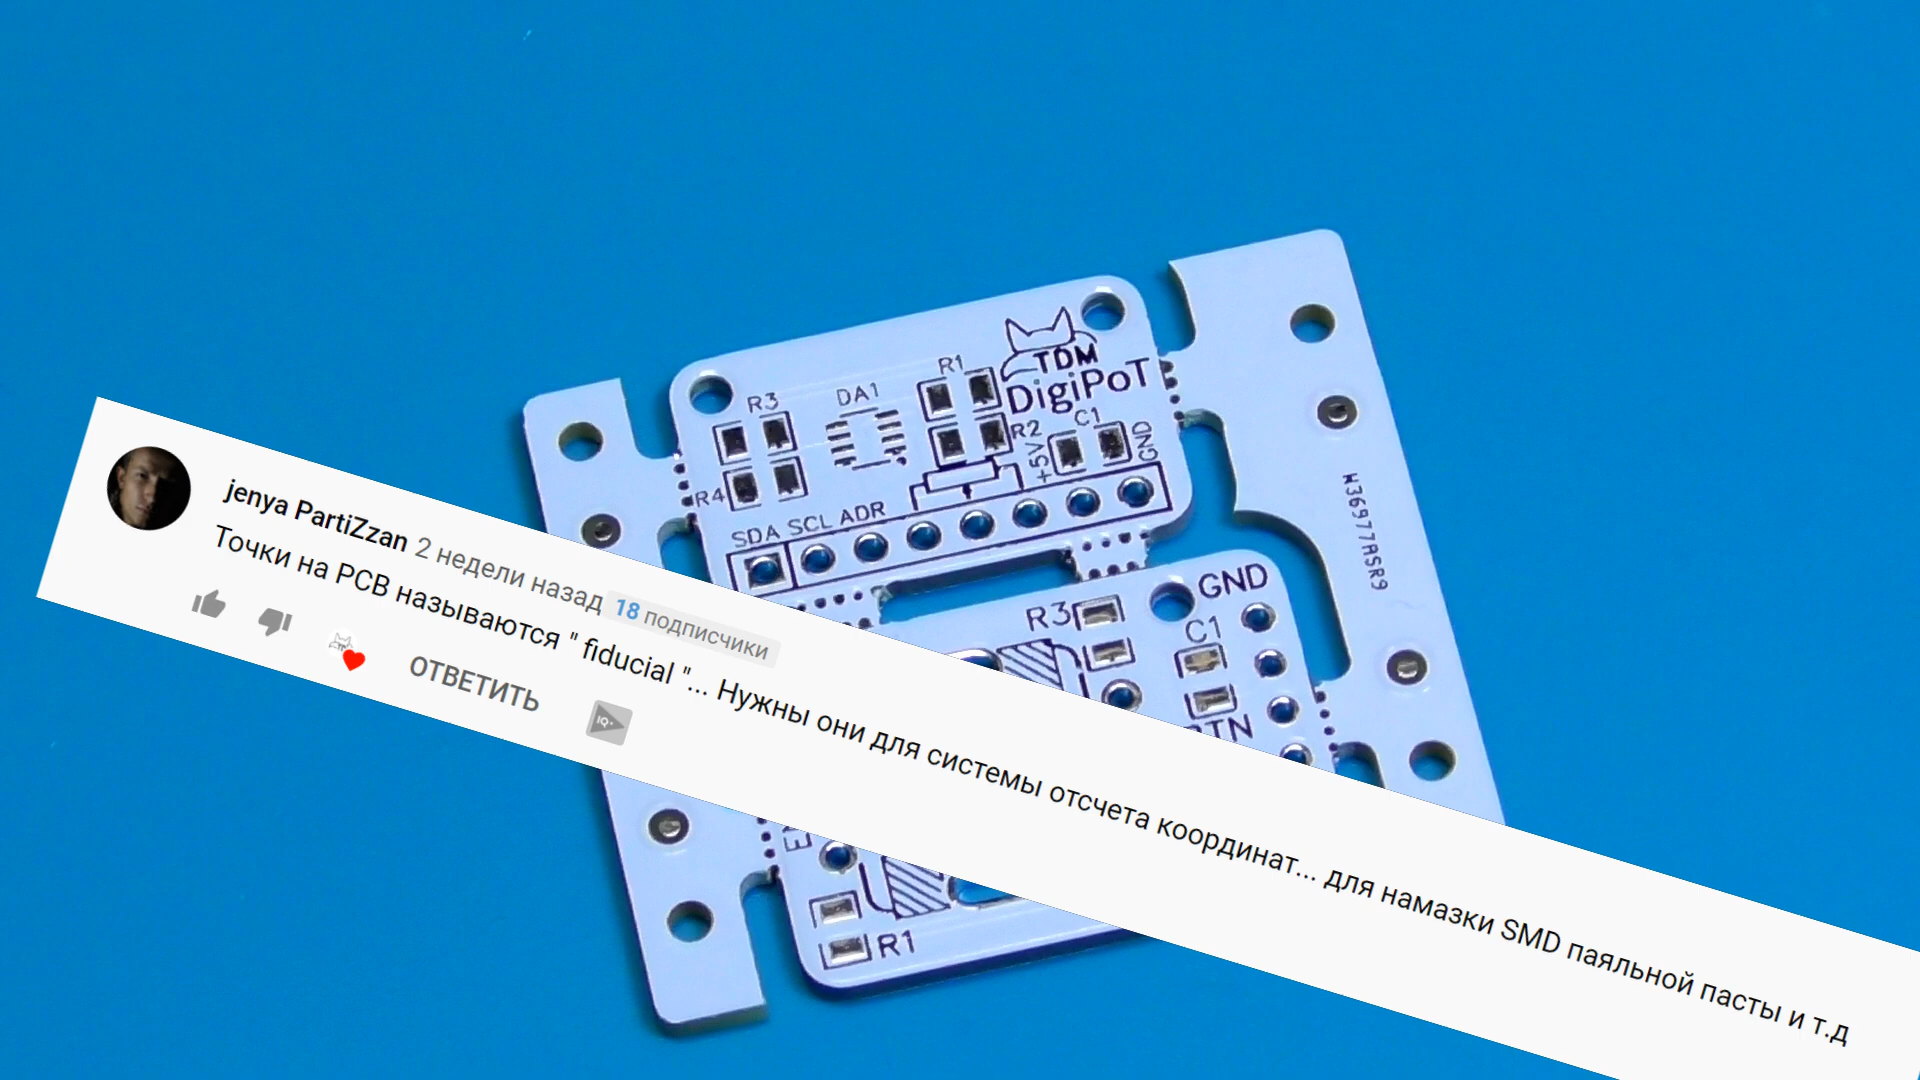 TDM
DigiPoT
R1
R3
DA1
C1
R2
+5V
GND
R4
SDA SCL ADR
W36977ASR9
GND
R3
C1
R1
jenya PartiZzan 2 недели назад 18 подписчики
Точки на PCB называются " fiducial "... Нужны они для системы отсчета координат... для намазки SMD паяльной пасты и т.д
ОТВЕТИТЬ
IQ